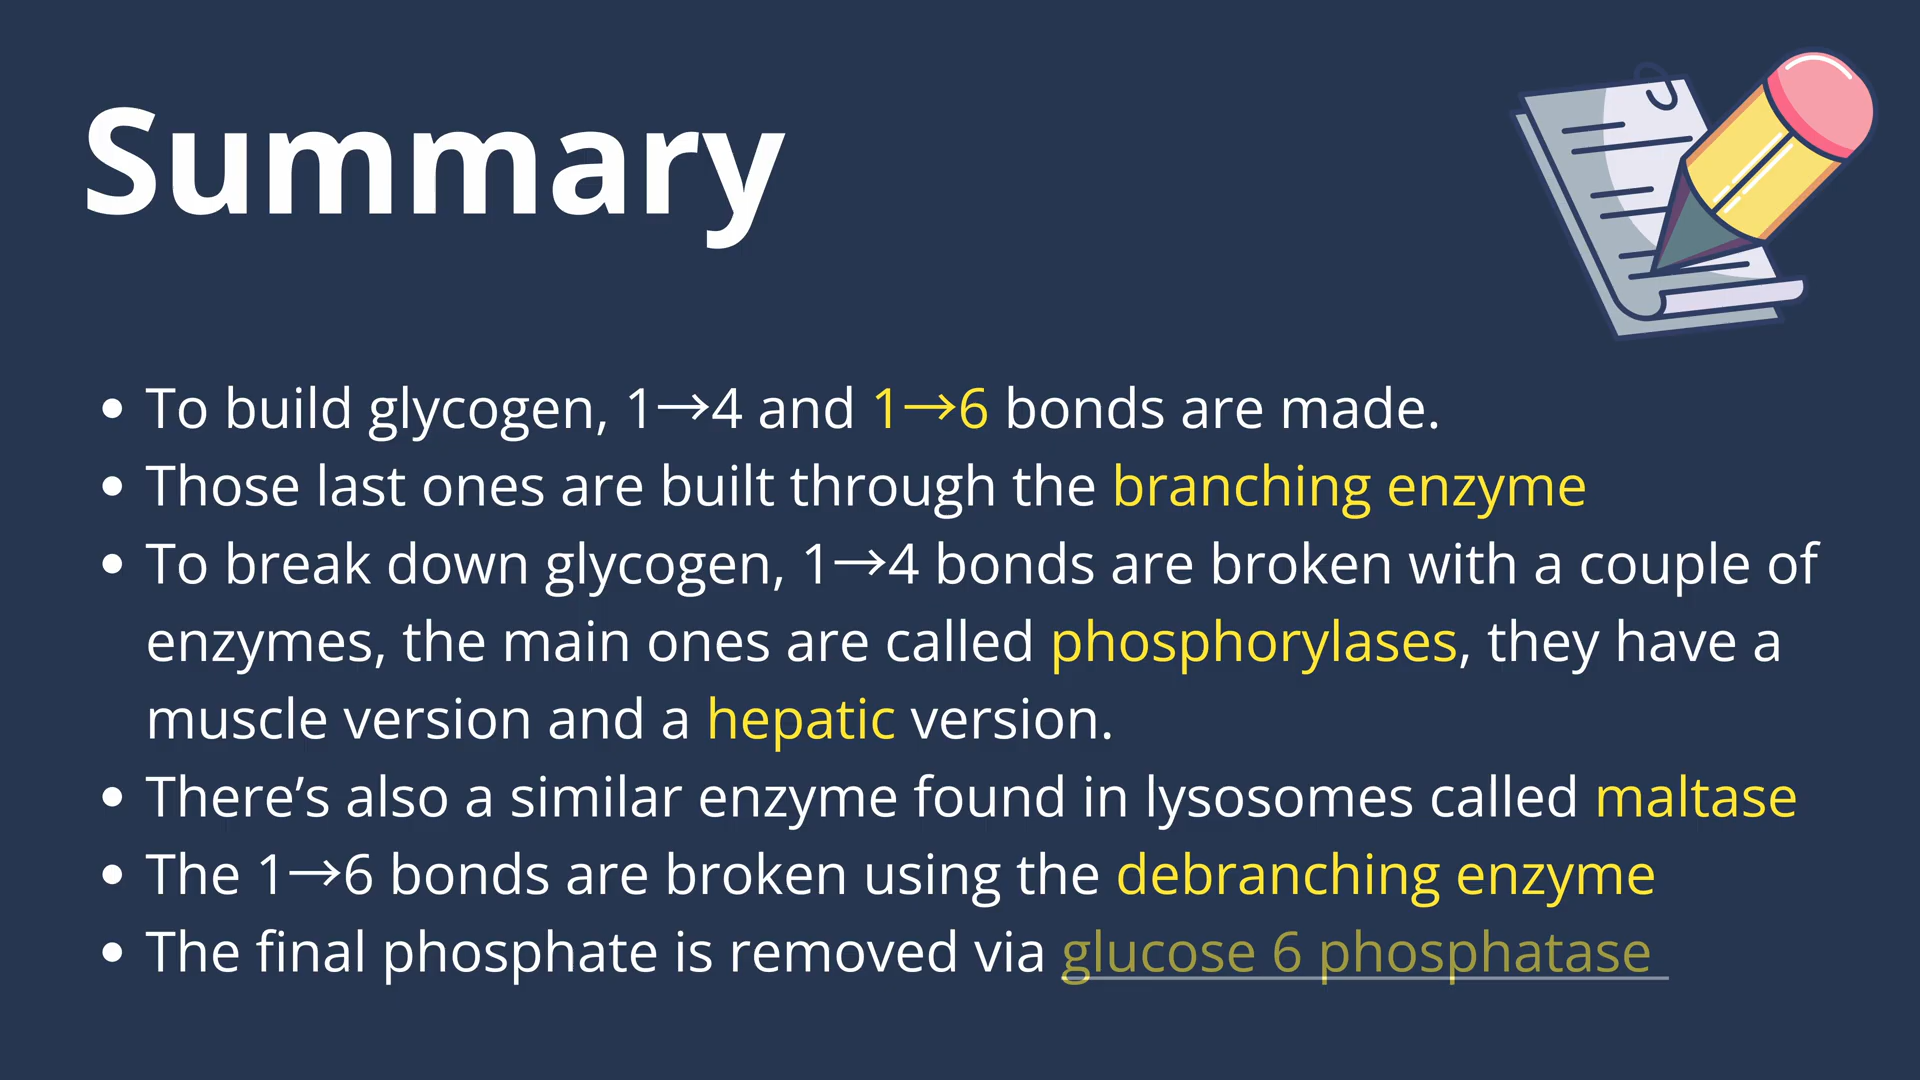 Summary
• To build glycogen, 1→4 and 1→6 bonds are made.
• Those last ones are built through the branching enzyme
• To break down glycogen, 1→4 bonds are broken with a couple of
enzymes, the main ones are called phosphorylases, they have a
muscle version and a hepatic version.
• There’s also a similar enzyme found in lysosomes called maltase
• The 1→6 bonds are broken using the debranching enzyme
• The final phosphate is removed via glucose 6 phosphatase